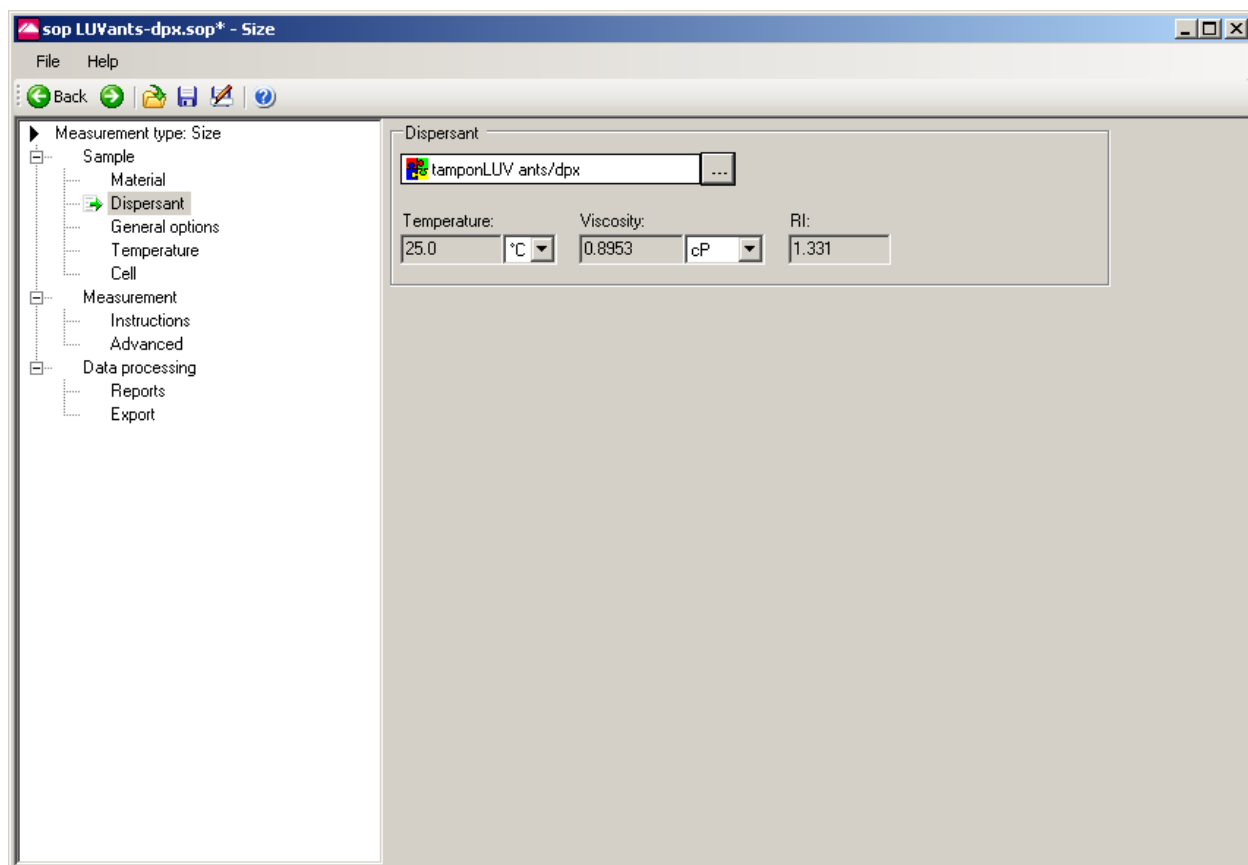 sop LUVants-dpx.sop* - Size
File Help
Back
Measurement type: Size
Sample
Material
Dispersant
General options
Temperature
Cell
Measurement
Instructions
Advanced
Data processing
Reports
Export
Dispersant
tamponLUV ants/dpx
...
Temperature: Viscosity: RI:
25.0 °C 0.8953 cP 1.331